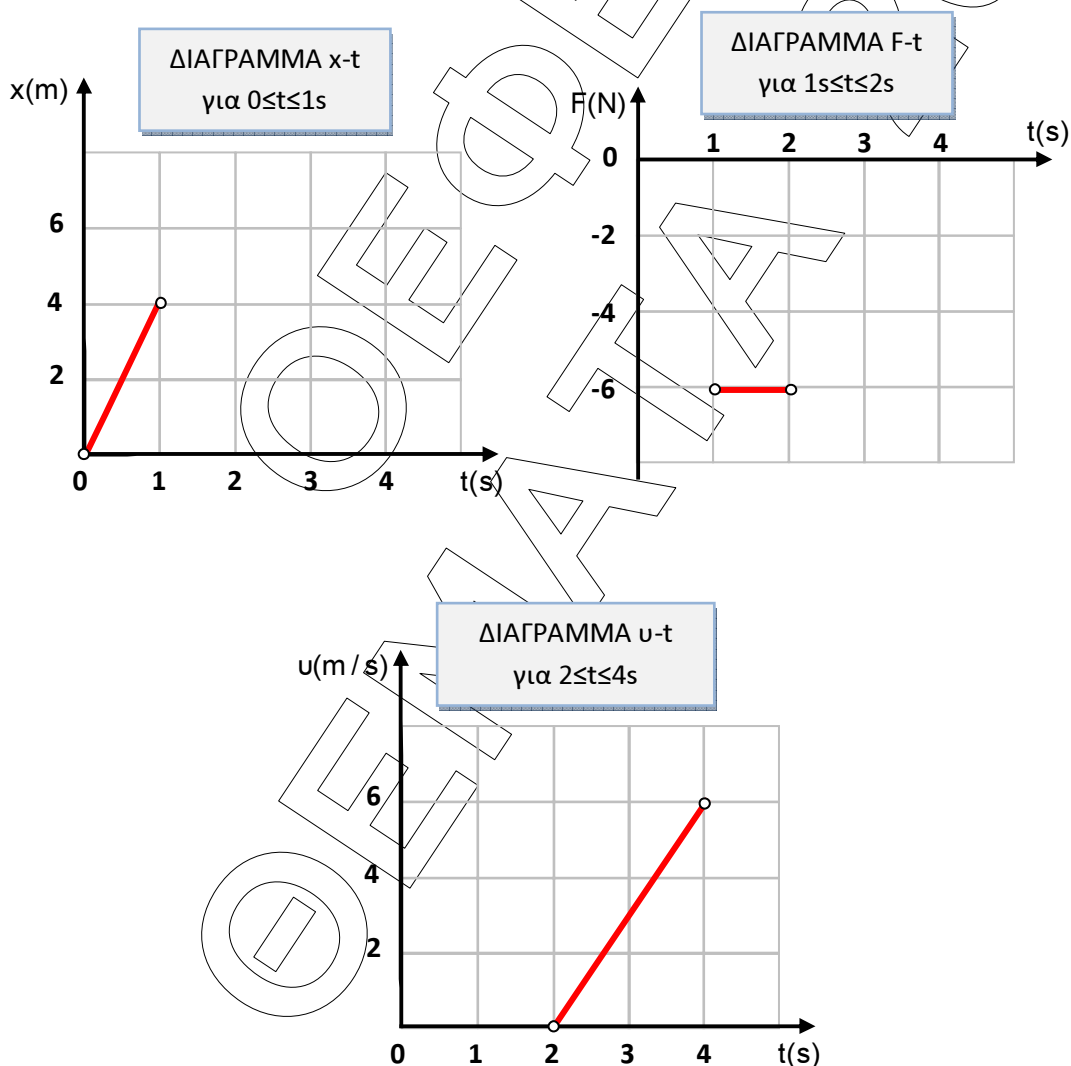 ΔΙΑΓΡΑΜΜΑ x-t
για 0≤t≤1s
x(m)
6
4
2
0 1 2 3 4 t(s)
ΔΙΑΓΡΑΜΜΑ F-t
για 1s≤t≤2s
F(N)
1 2 3 4 t(s)
0
-2
-4
-6
ΔΙΑΓΡΑΜΜΑ υ-t
για 2≤t≤4s
υ(m / s)
6
4
2
0 1 2 3 4 t(s)